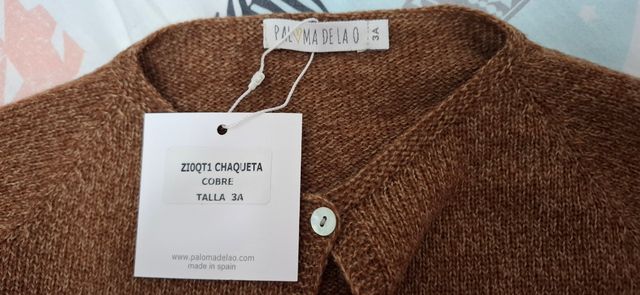 PALOMA DE LA O
3A
ZI0QT1 CHAQUETA
COBRE
TALLA 3A
www.palomadelao.com
made in spain